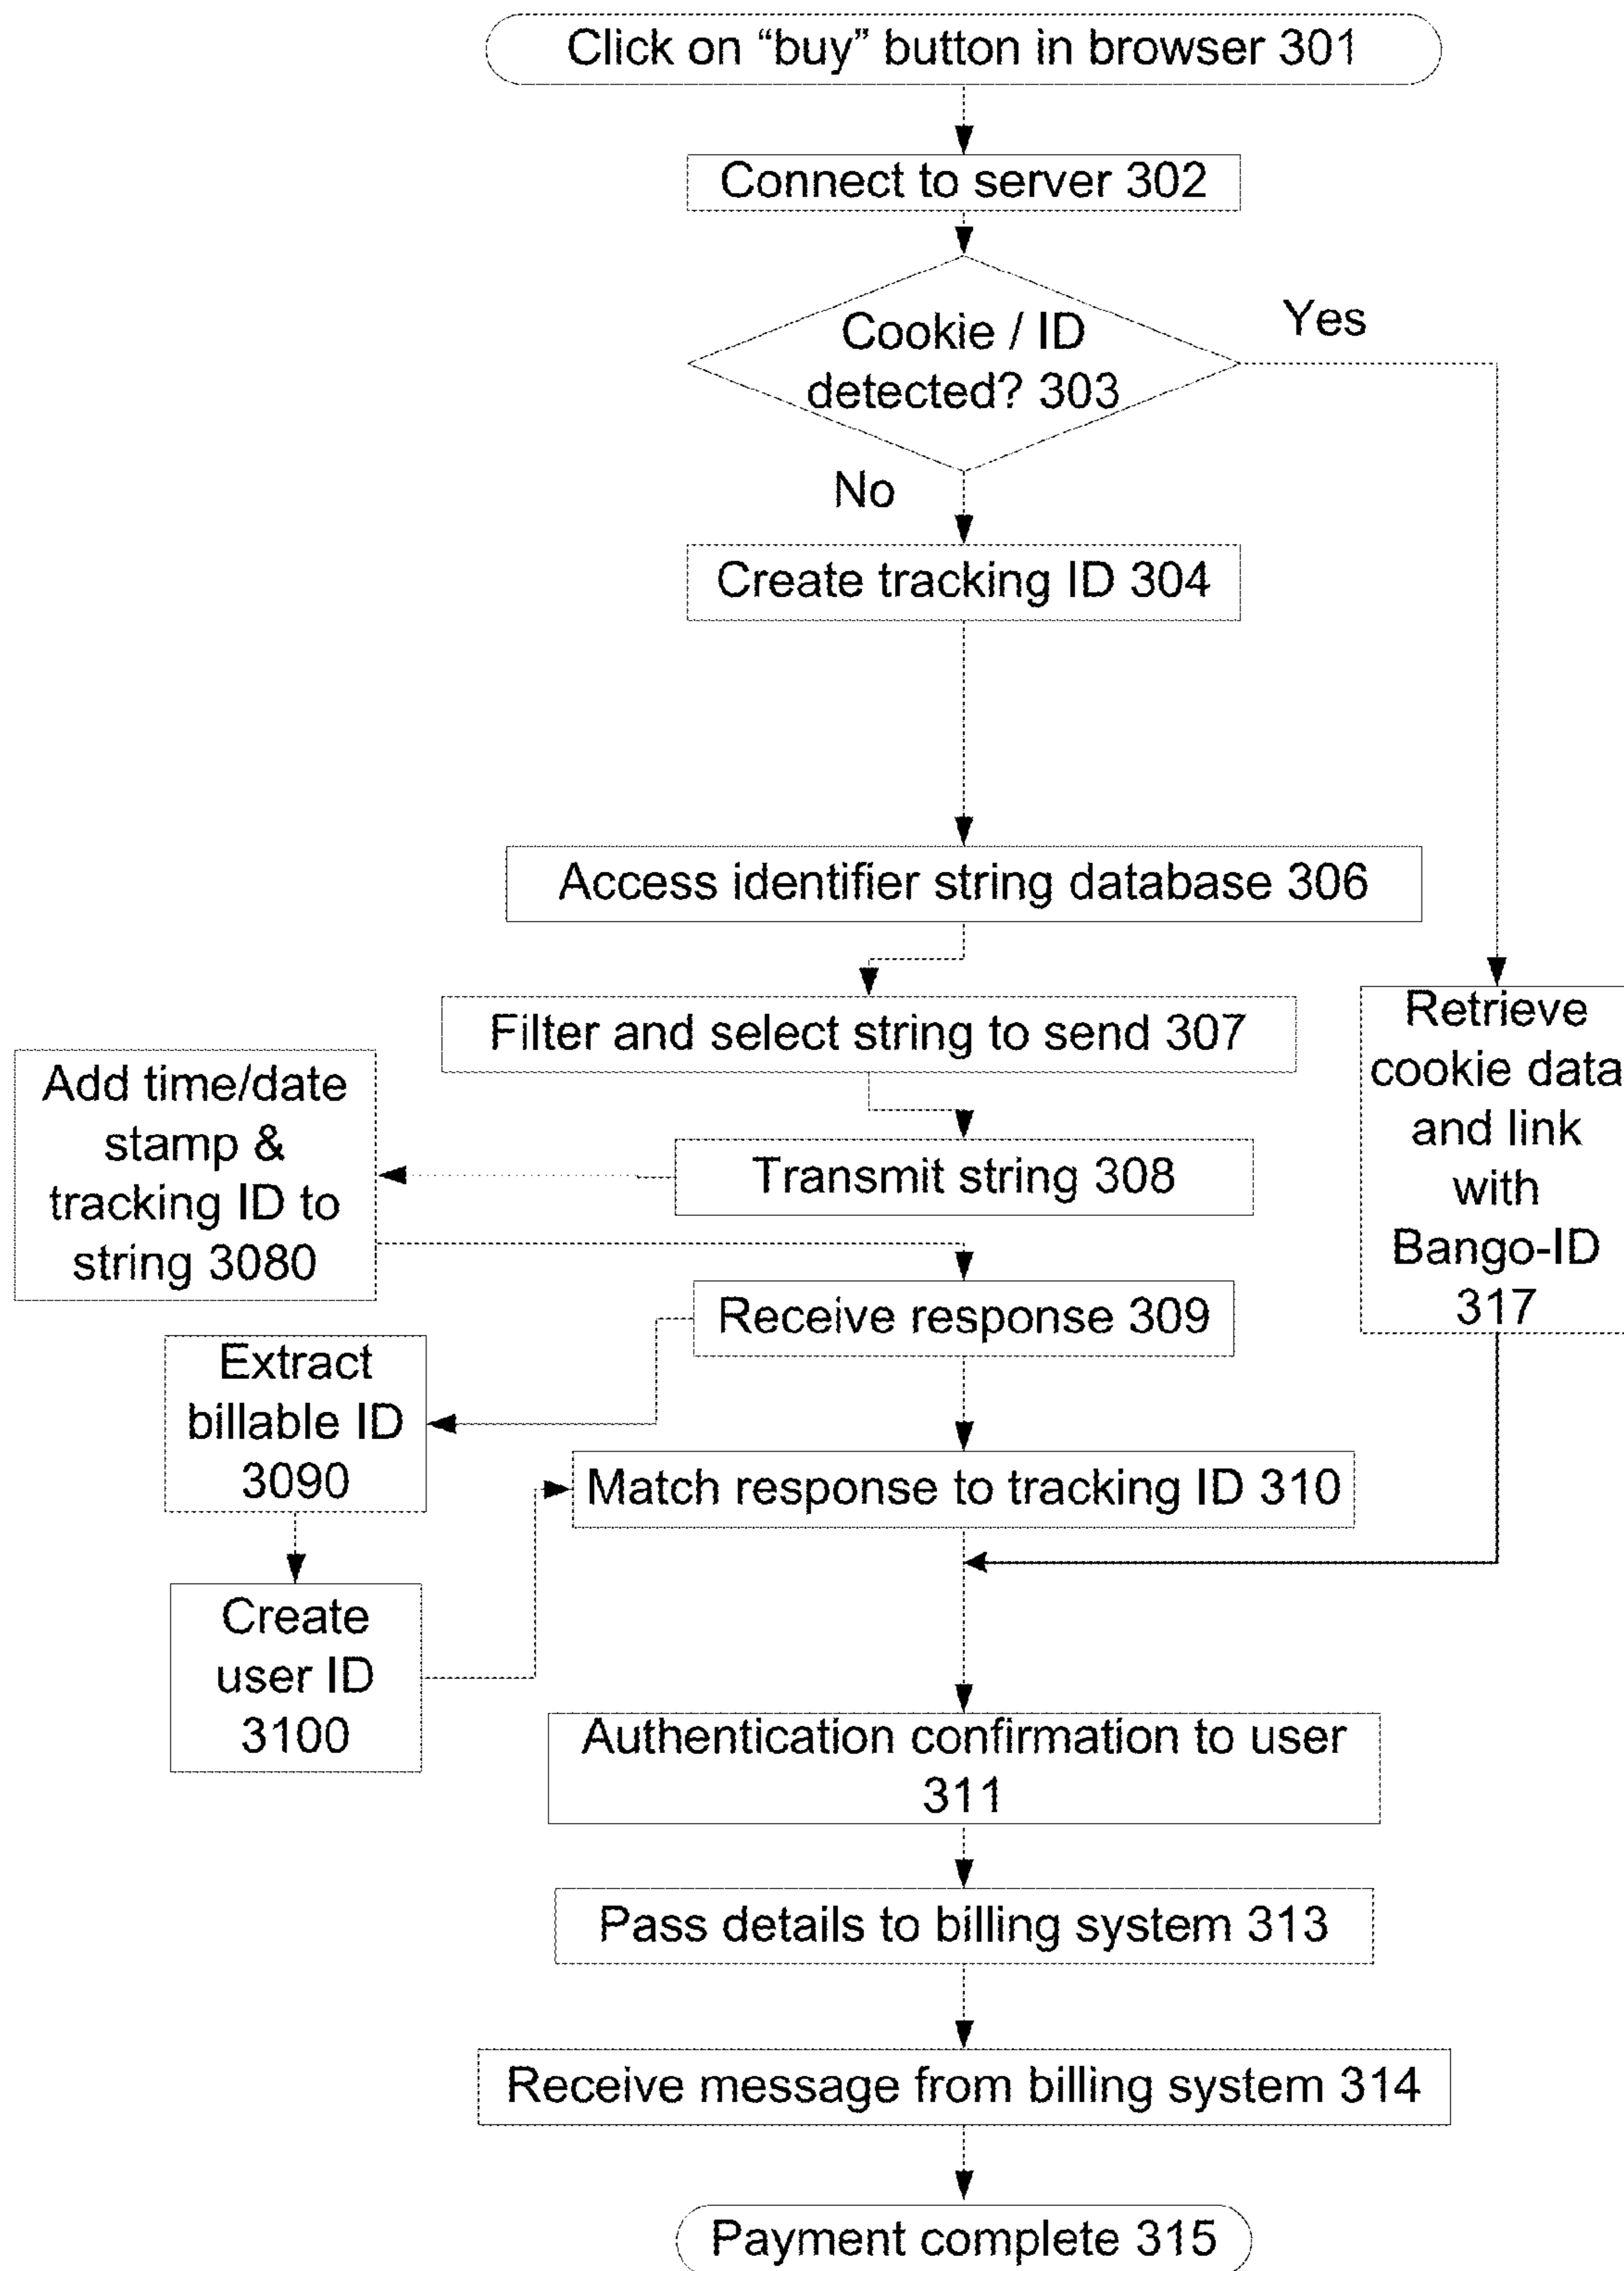 Click on “buy” button in browser 301
Connect to server 302
Cookie / ID
detected? 303
Yes
No
Create tracking ID 304
Access identifier string database 306
Filter and select string to send 307
Retrieve
cookie data
and link
with
Bango-ID
317
Add time/date
stamp &
tracking ID to
string 3080
Transmit string 308
Receive response 309
Extract
billable ID
3090
Match response to tracking ID 310
Create
user ID
3100
Authentication confirmation to user
311
Pass details to billing system 313
Receive message from billing system 314
Payment complete 315